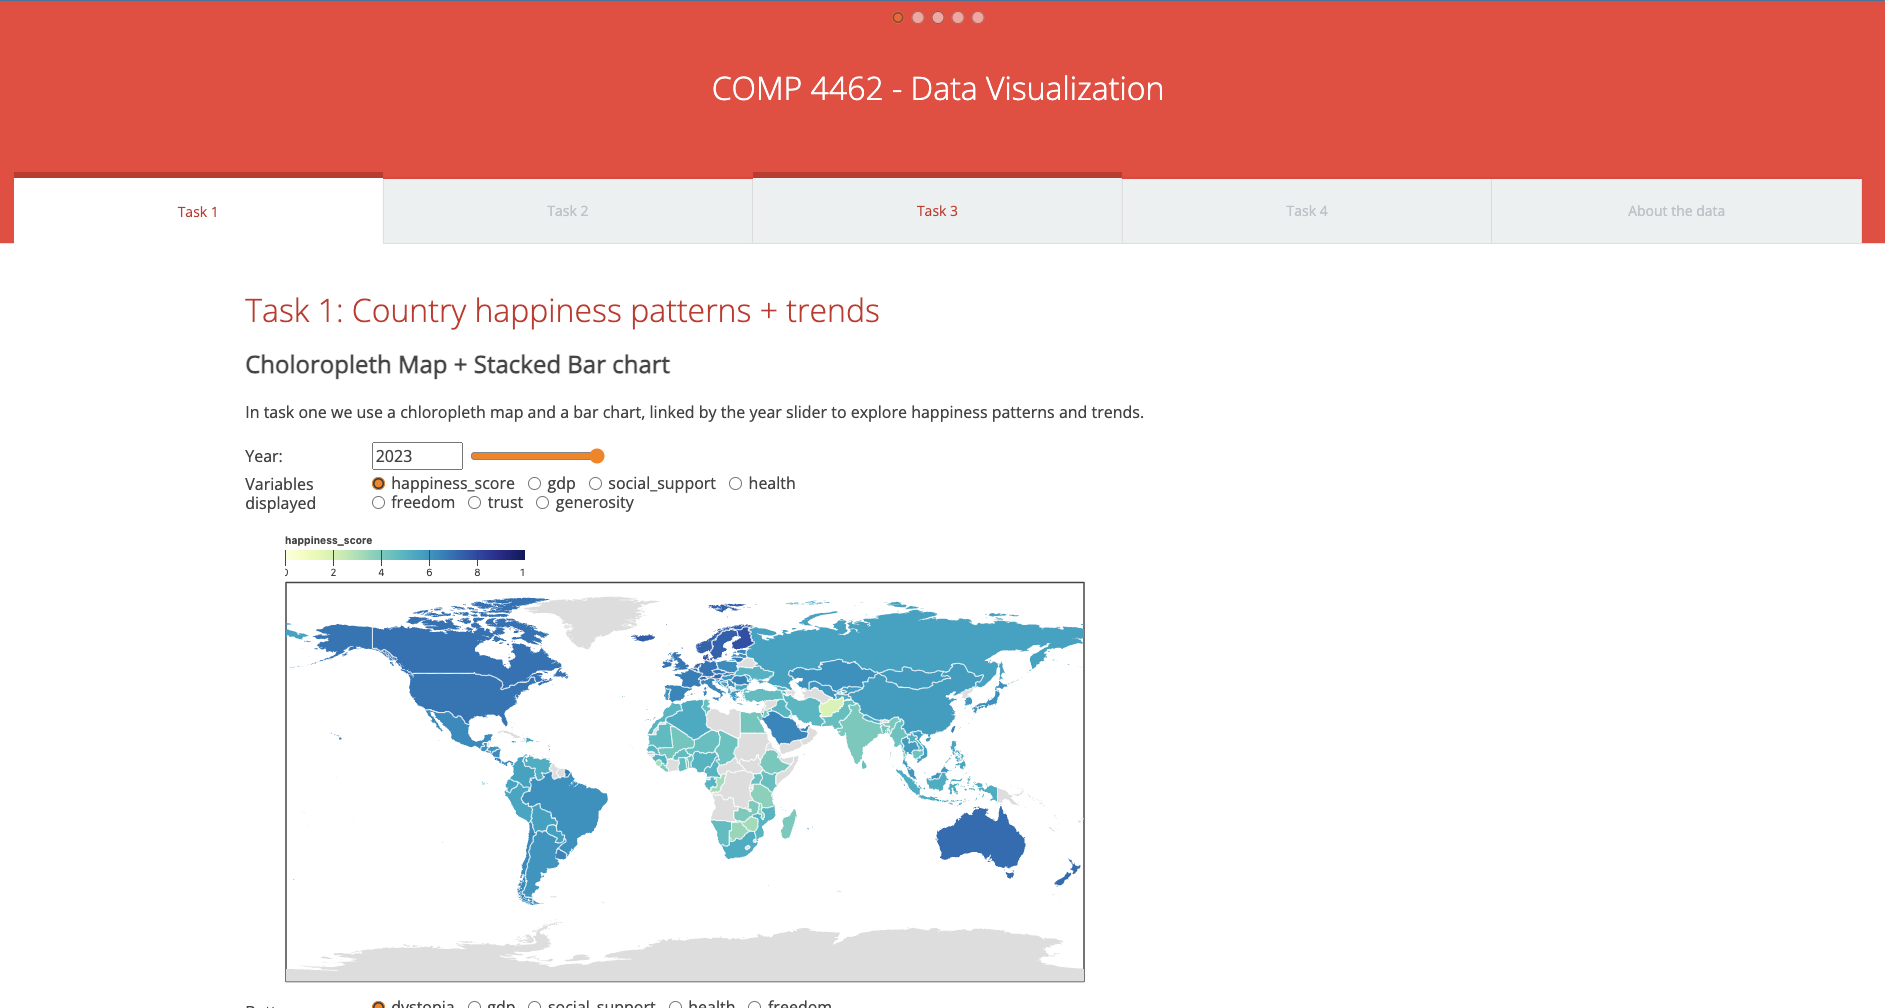 COMP 4462 - Data Visualization
Task 1
Task 2
Task 3
Task 4
About the data
Task 1: Country happiness patterns + trends
Choloropleth Map + Stacked Bar chart
In task one we use a chloropleth map and a bar chart, linked by the year slider to explore happiness patterns and trends.
Year: 2023
Variables displayed
happiness_score gdp social_support health
freedom trust generosity
happiness_score
0 2 4 6 8 1
dystopia gdp social_support health freedom